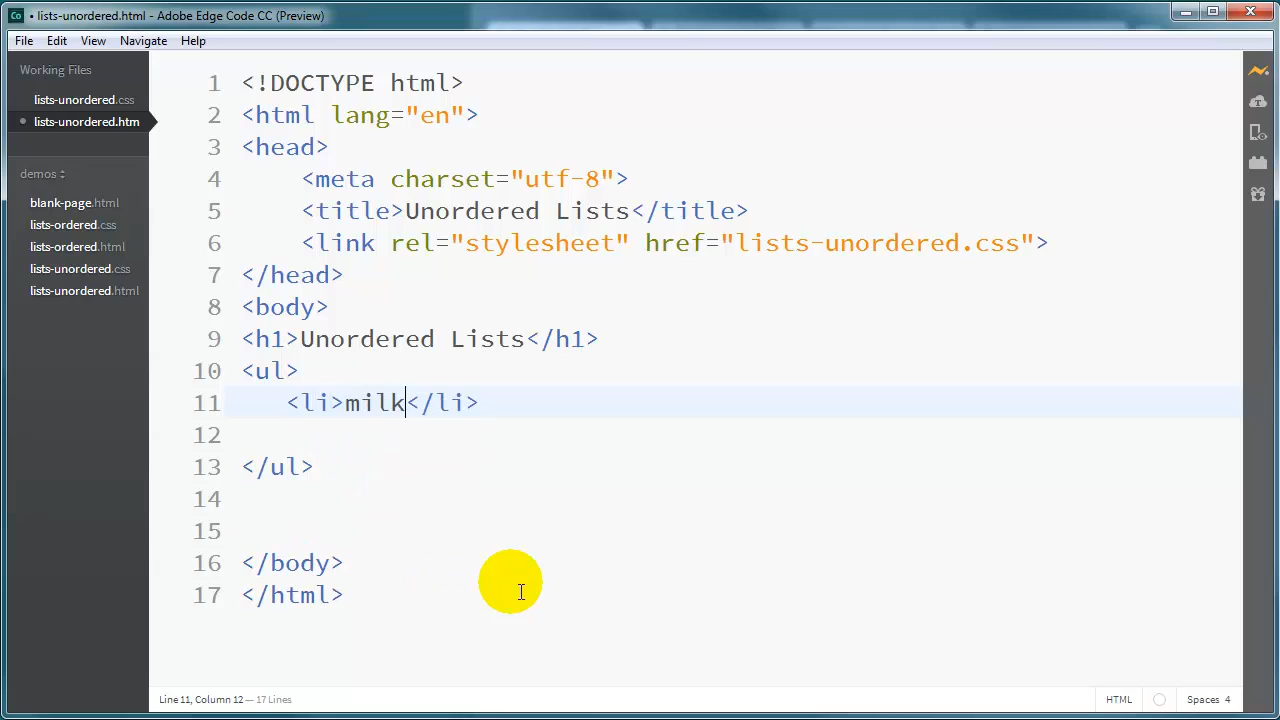 • lists-unordered.html - Adobe Edge Code CC (Preview)
File Edit View Navigate Help
Working Files
lists-unordered.css
lists-unordered.htm
demos
blank-page.html
lists-ordered.css
lists-ordered.html
lists-unordered.css
lists-unordered.html
1 <!DOCTYPE html>
2 <html lang="en">
3 <head>
4 <meta charset="utf-8">
5 <title>Unordered Lists</title>
6 <link rel="stylesheet" href="lists-unordered.css">
7 </head>
8 <body>
9 <h1>Unordered Lists</h1>
10 <ul>
11 <li>milk</li>
12
13 </ul>
14
15
16 </body>
17 </html>
Line 11, Column 12 — 17 Lines
HTML Spaces 4